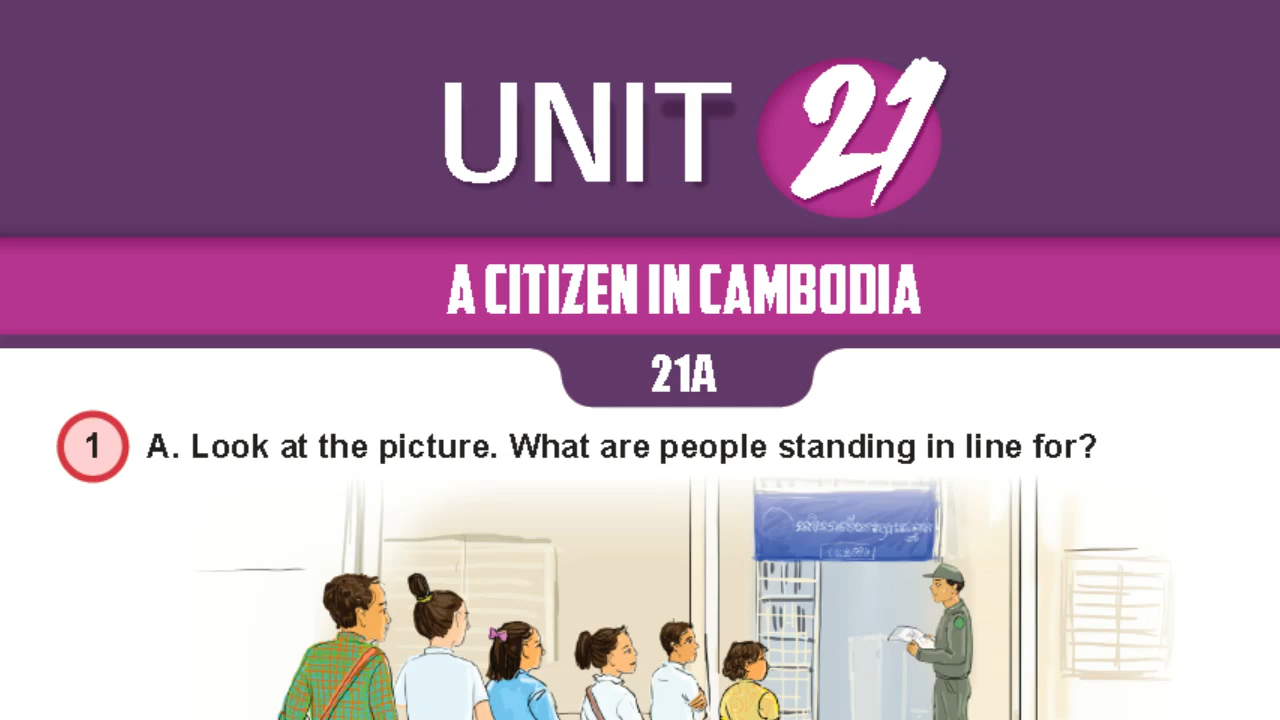 UNIT 21
A CITIZEN IN CAMBODIA
21A
1 A. Look at the picture. What are people standing in line for?